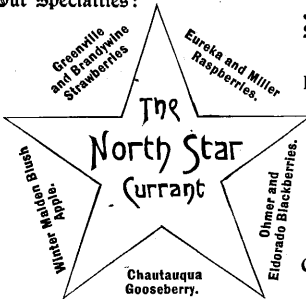 Our Specialties:
Greenville
and Brandywine
Strawberries
Eureka and Miller
Raspberries.
The
North Star
Currant
Winter Maiden Blush
Apple.
Ohmer and
Eldorado Blackberries.
Chautauqua
Gooseberry.